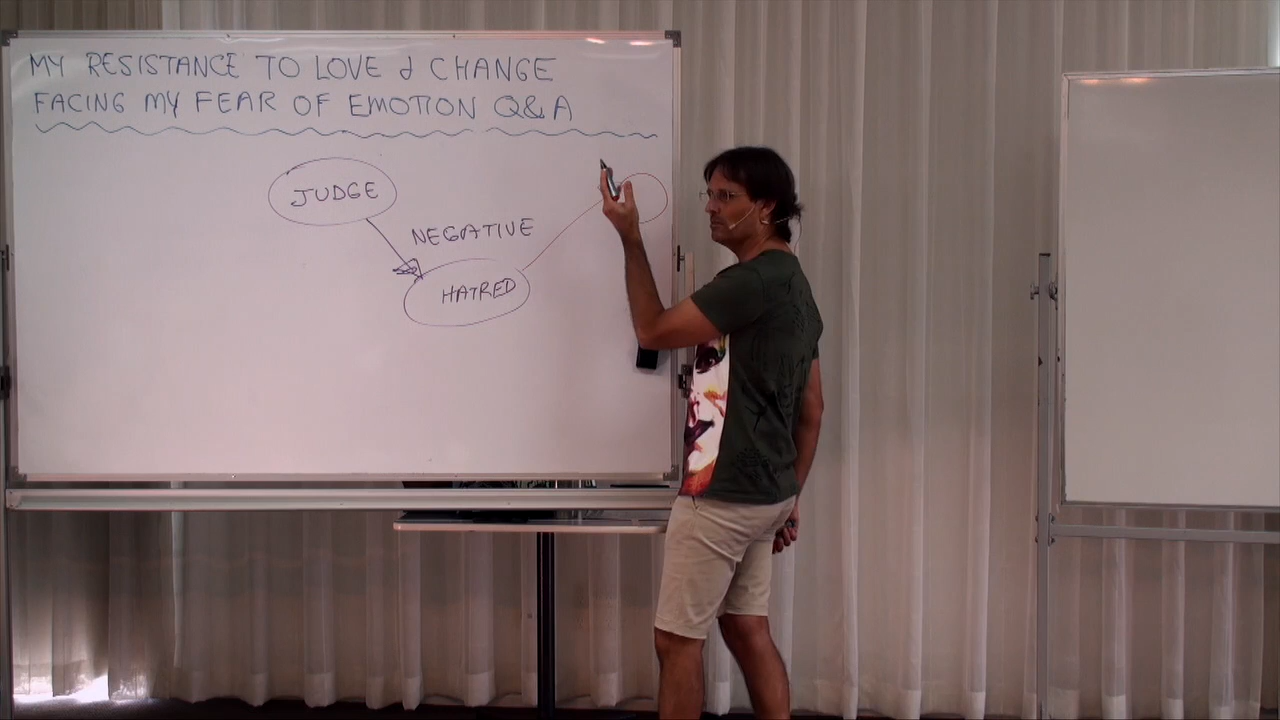 MY RESISTANCE TO LOVE & CHANGE
FACING MY FEAR OF EMOTION Q&A
JUDGE
NEGATIVE
HATRED